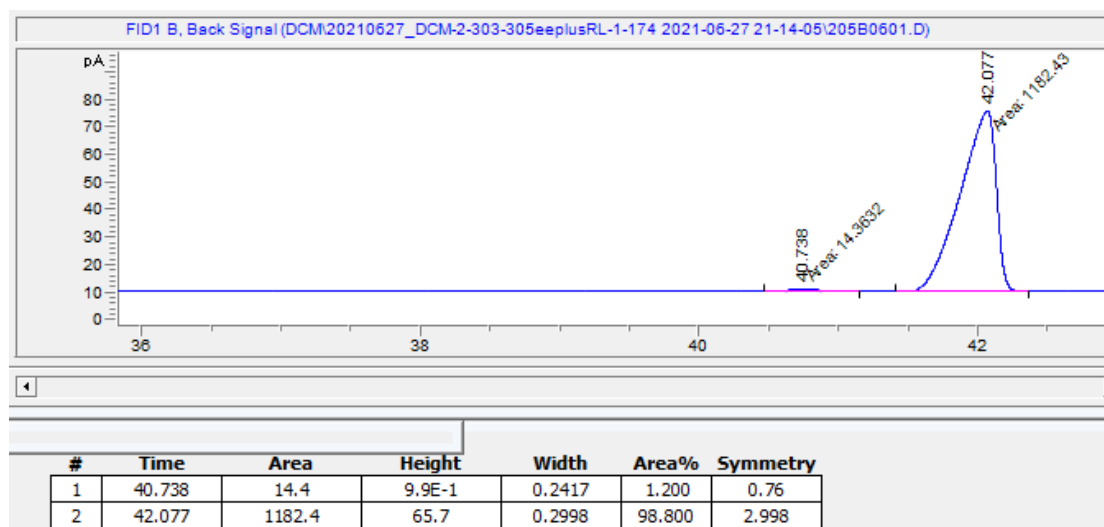 FID1 B, Back Signal (DCM\20210627_DCM-2-303-305eeplusRL-1-174 2021-06-27 21-14-05\205B0601.D)
pA
80
70
60
50
40
30
20
10
0
40.738
Area: 14.3632
42.077
Area: 1182.43
36 38 40 42
# Time Area Height Width Area% Symmetry
1 40.738 14.4 9.9E-1 0.2417 1.200 0.76
2 42.077 1182.4 65.7 0.2998 98.800 2.998